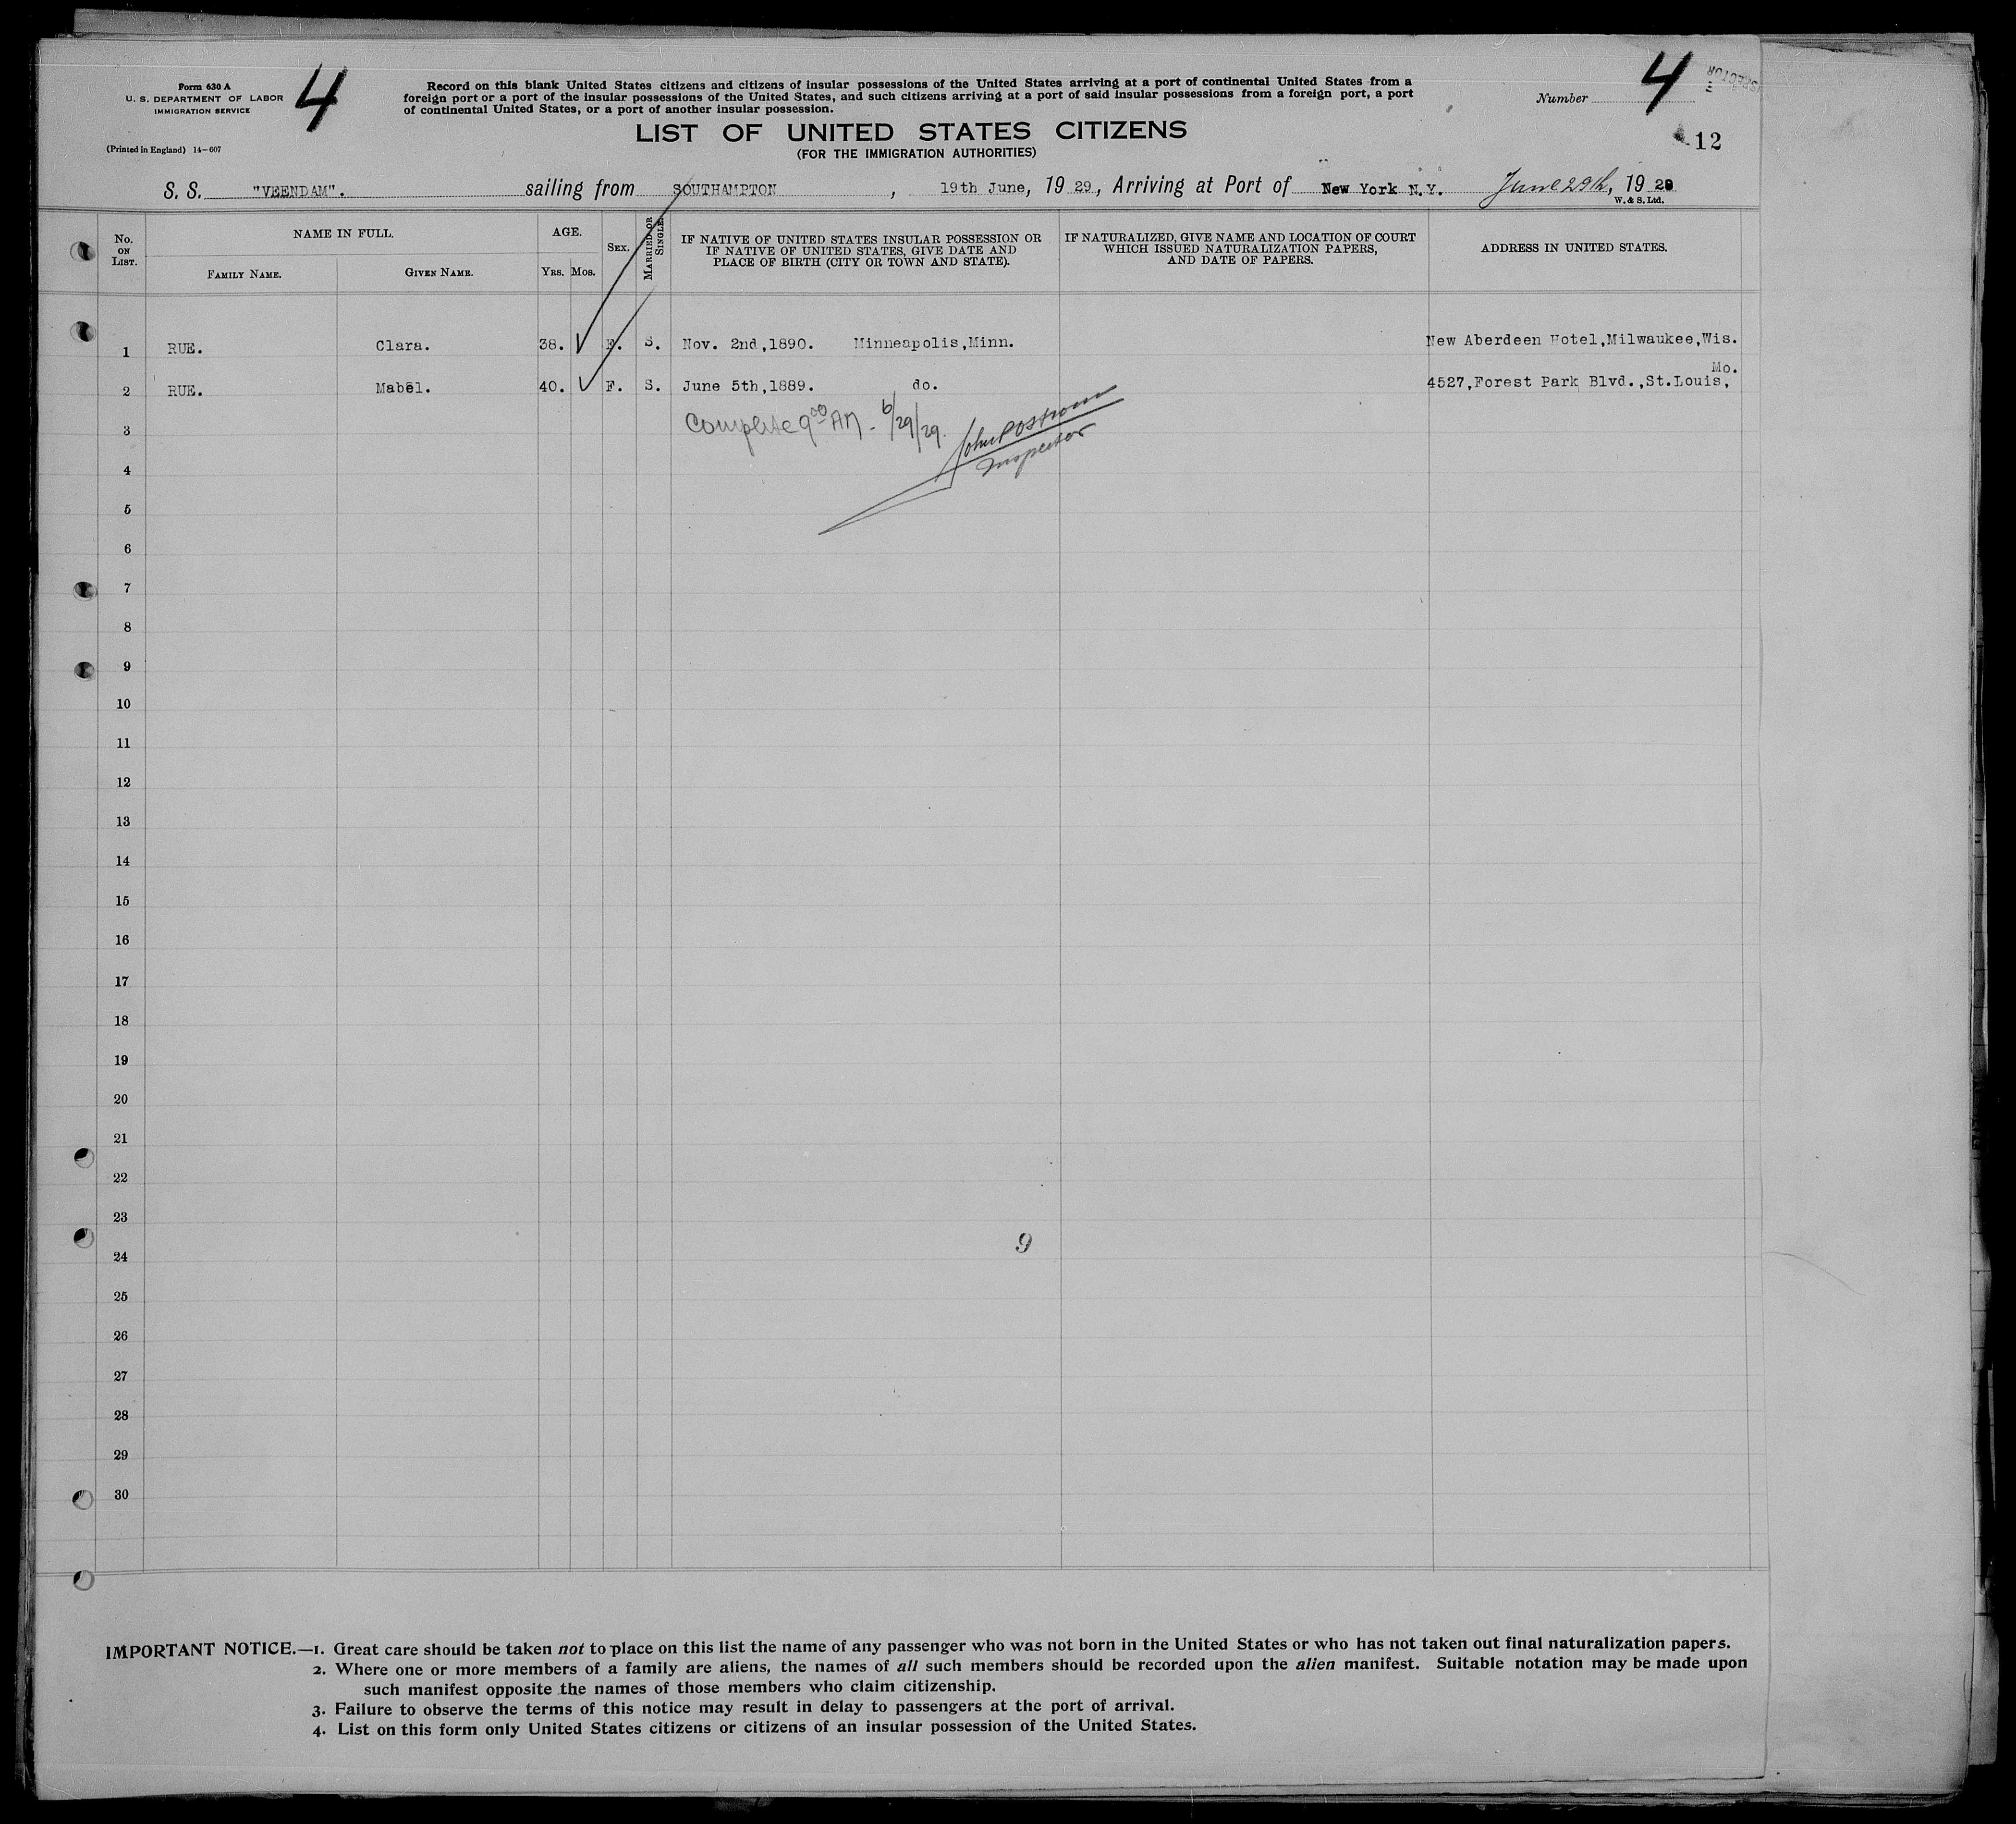 Form 630 A
U. S. DEPARTMENT OF LABOR
IMMIGRATION SERVICE
(Printed in England) 14-607
4
Record on this blank United States citizens and citizens of insular possessions of the United States arriving at a port of continental United States from a
foreign port or a port of the insular possessions of the United States, and such citizens arriving at a port of said insular possessions from a foreign port, a port
of continental United States, or a port of another insular possession.
Number 4
12
LIST OF UNITED STATES CITIZENS
(FOR THE IMMIGRATION AUTHORITIES)
S. S. "VEENDAM". sailing from SOUTHAMPTON , 19th June, 19 29, Arriving at Port of New York N.Y. June 29th, 19 29
W. & S. Ltd.
No. ON LIST. NAME IN FULL. AGE. SEX. MARRIED OR SINGLE. IF NATIVE OF UNITED STATES INSULAR POSSESSION OR IF NATIVE OF UNITED STATES, GIVE DATE AND PLACE OF BIRTH (CITY OR TOWN AND STATE). IF NATURALIZED, GIVE NAME AND LOCATION OF COURT WHICH ISSUED NATURALIZATION PAPERS, AND DATE OF PAPERS. ADDRESS IN UNITED STATES.
FAMILY NAME. GIVEN NAME. YRS. MOS.
1 RUE. Clara. 38. F. S. Nov. 2nd,1890. Minneapolis,Minn. New Aberdeen Hotel,Milwaukee,Wis.
2 RUE. Mabel. 40. F. S. June 5th,1889. do. 4527,Forest Park Blvd.,St.Louis, Mo.
3 Complete 9 00 AM - 6/29/29.
Inspector
4
5
6
7
8
9
10
11
12
13
14
15
16
17
18
19
20
21
22
23
9
24
25
26
27
28
29
30
IMPORTANT NOTICE.—1. Great care should be taken not to place on this list the name of any passenger who was not born in the United States or who has not taken out final naturalization papers.
2. Where one or more members of a family are aliens, the names of all such members should be recorded upon the alien manifest. Suitable notation may be made upon
such manifest opposite the names of those members who claim citizenship.
3. Failure to observe the terms of this notice may result in delay to passengers at the port of arrival.
4. List on this form only United States citizens or citizens of an insular possession of the United States.